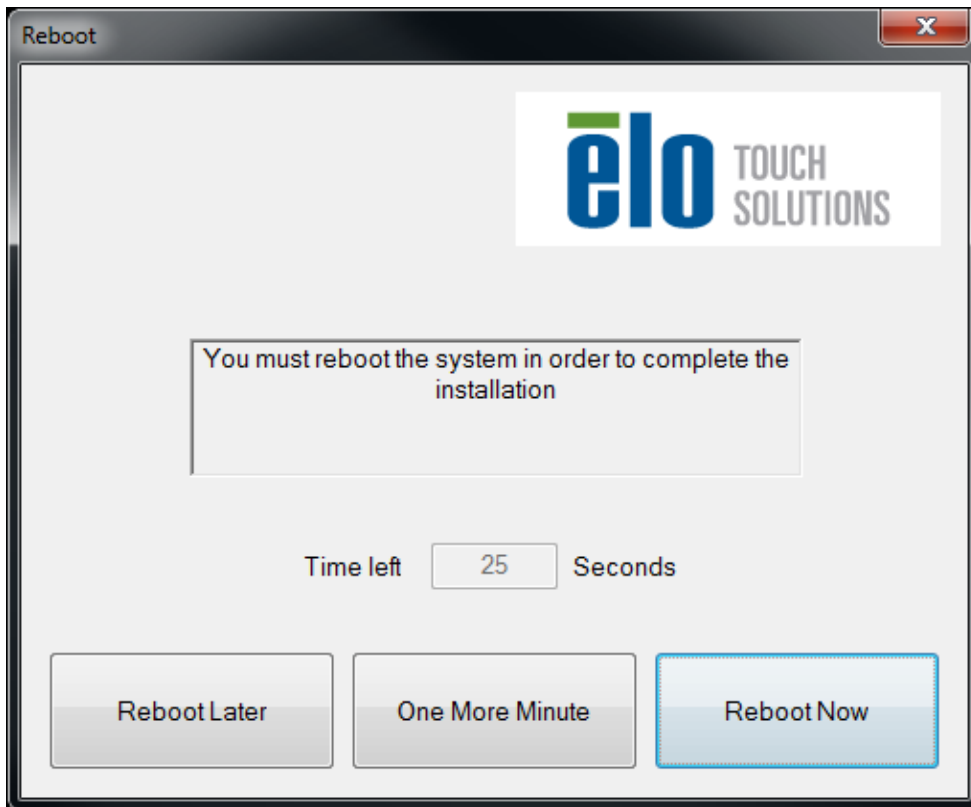 Reboot
ēlo TOUCH
SOLUTIONS
You must reboot the system in order to complete the
installation
Time left 25 Seconds
Reboot Later One More Minute Reboot Now